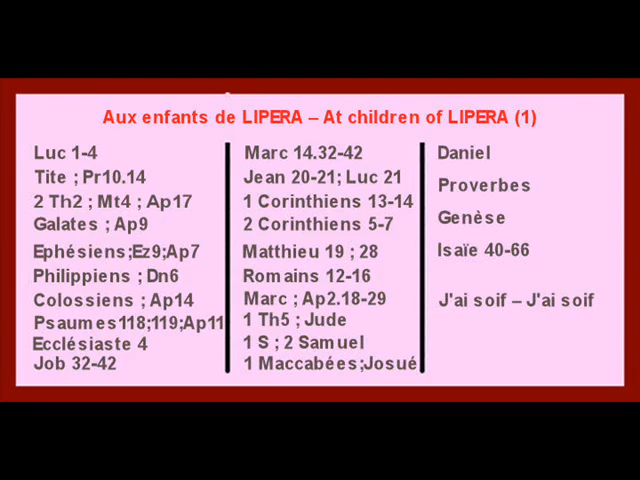 Aux enfants de LIPERA – At children of LIPERA (1)
Luc 1-4
Tite ; Pr10.14
2 Th2 ; Mt4 ; Ap17
Galates ; Ap9
Ephésiens;Ez9;Ap7
Philippiens ; Dn6
Colossiens ; Ap14
Psaumes118;119;Ap11
Ecclésiaste 4
Job 32-42
Marc 14.32-42
Jean 20-21; Luc 21
1 Corinthiens 13-14
2 Corinthiens 5-7
Matthieu 19 ; 28
Romains 12-16
Marc ; Ap2.18-29
1 Th5 ; Jude
1 S ; 2 Samuel
1 Maccabées;Josué
Daniel
Proverbes
Genèse
Isaïe 40-66
J'ai soif – J'ai soif